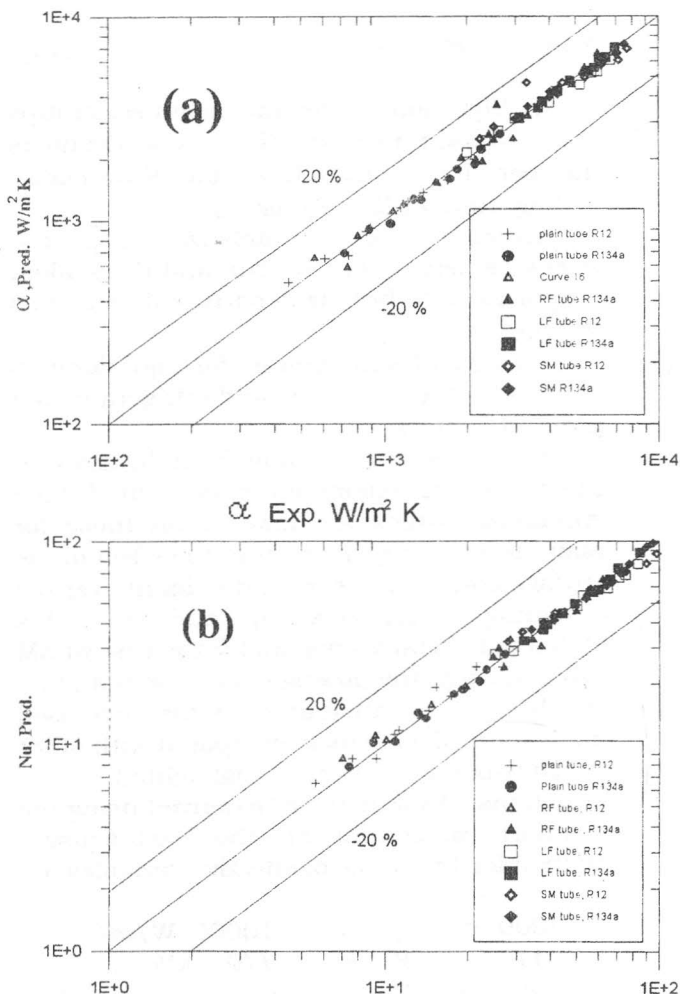 1E+4
(a)
20 %
α ,Pred. W/m² K
1E+3
-20 %
plain tube R12
plain tube R134a
Curve 16
RF tube R134a
LF tube R12
LF tube R134a
SM tube R12
SM R134a
1E+2
1E+2
1E+3
1E+4
α Exp. W/m² K
1E+2
(b)
20 %
Nu, Pred.
1E+1
-20 %
plain tube, R12
Plain tube R134a
RF tube, R12
RF tube , R134a
LF tube, R12
LF tube, R134a
SM tube, R12
SM tube, R134a
1E+0
1E+0
1E+1
1E+2